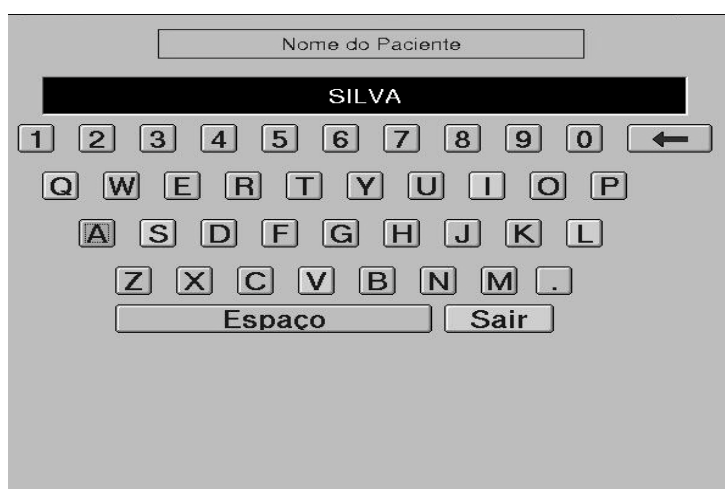 Nome do Paciente
SILVA
1 2 3 4 5 6 7 8 9 0 ←
Q W E R T Y U I O P
A S D F G H J K L
Z X C V B N M .
Espaço Sair